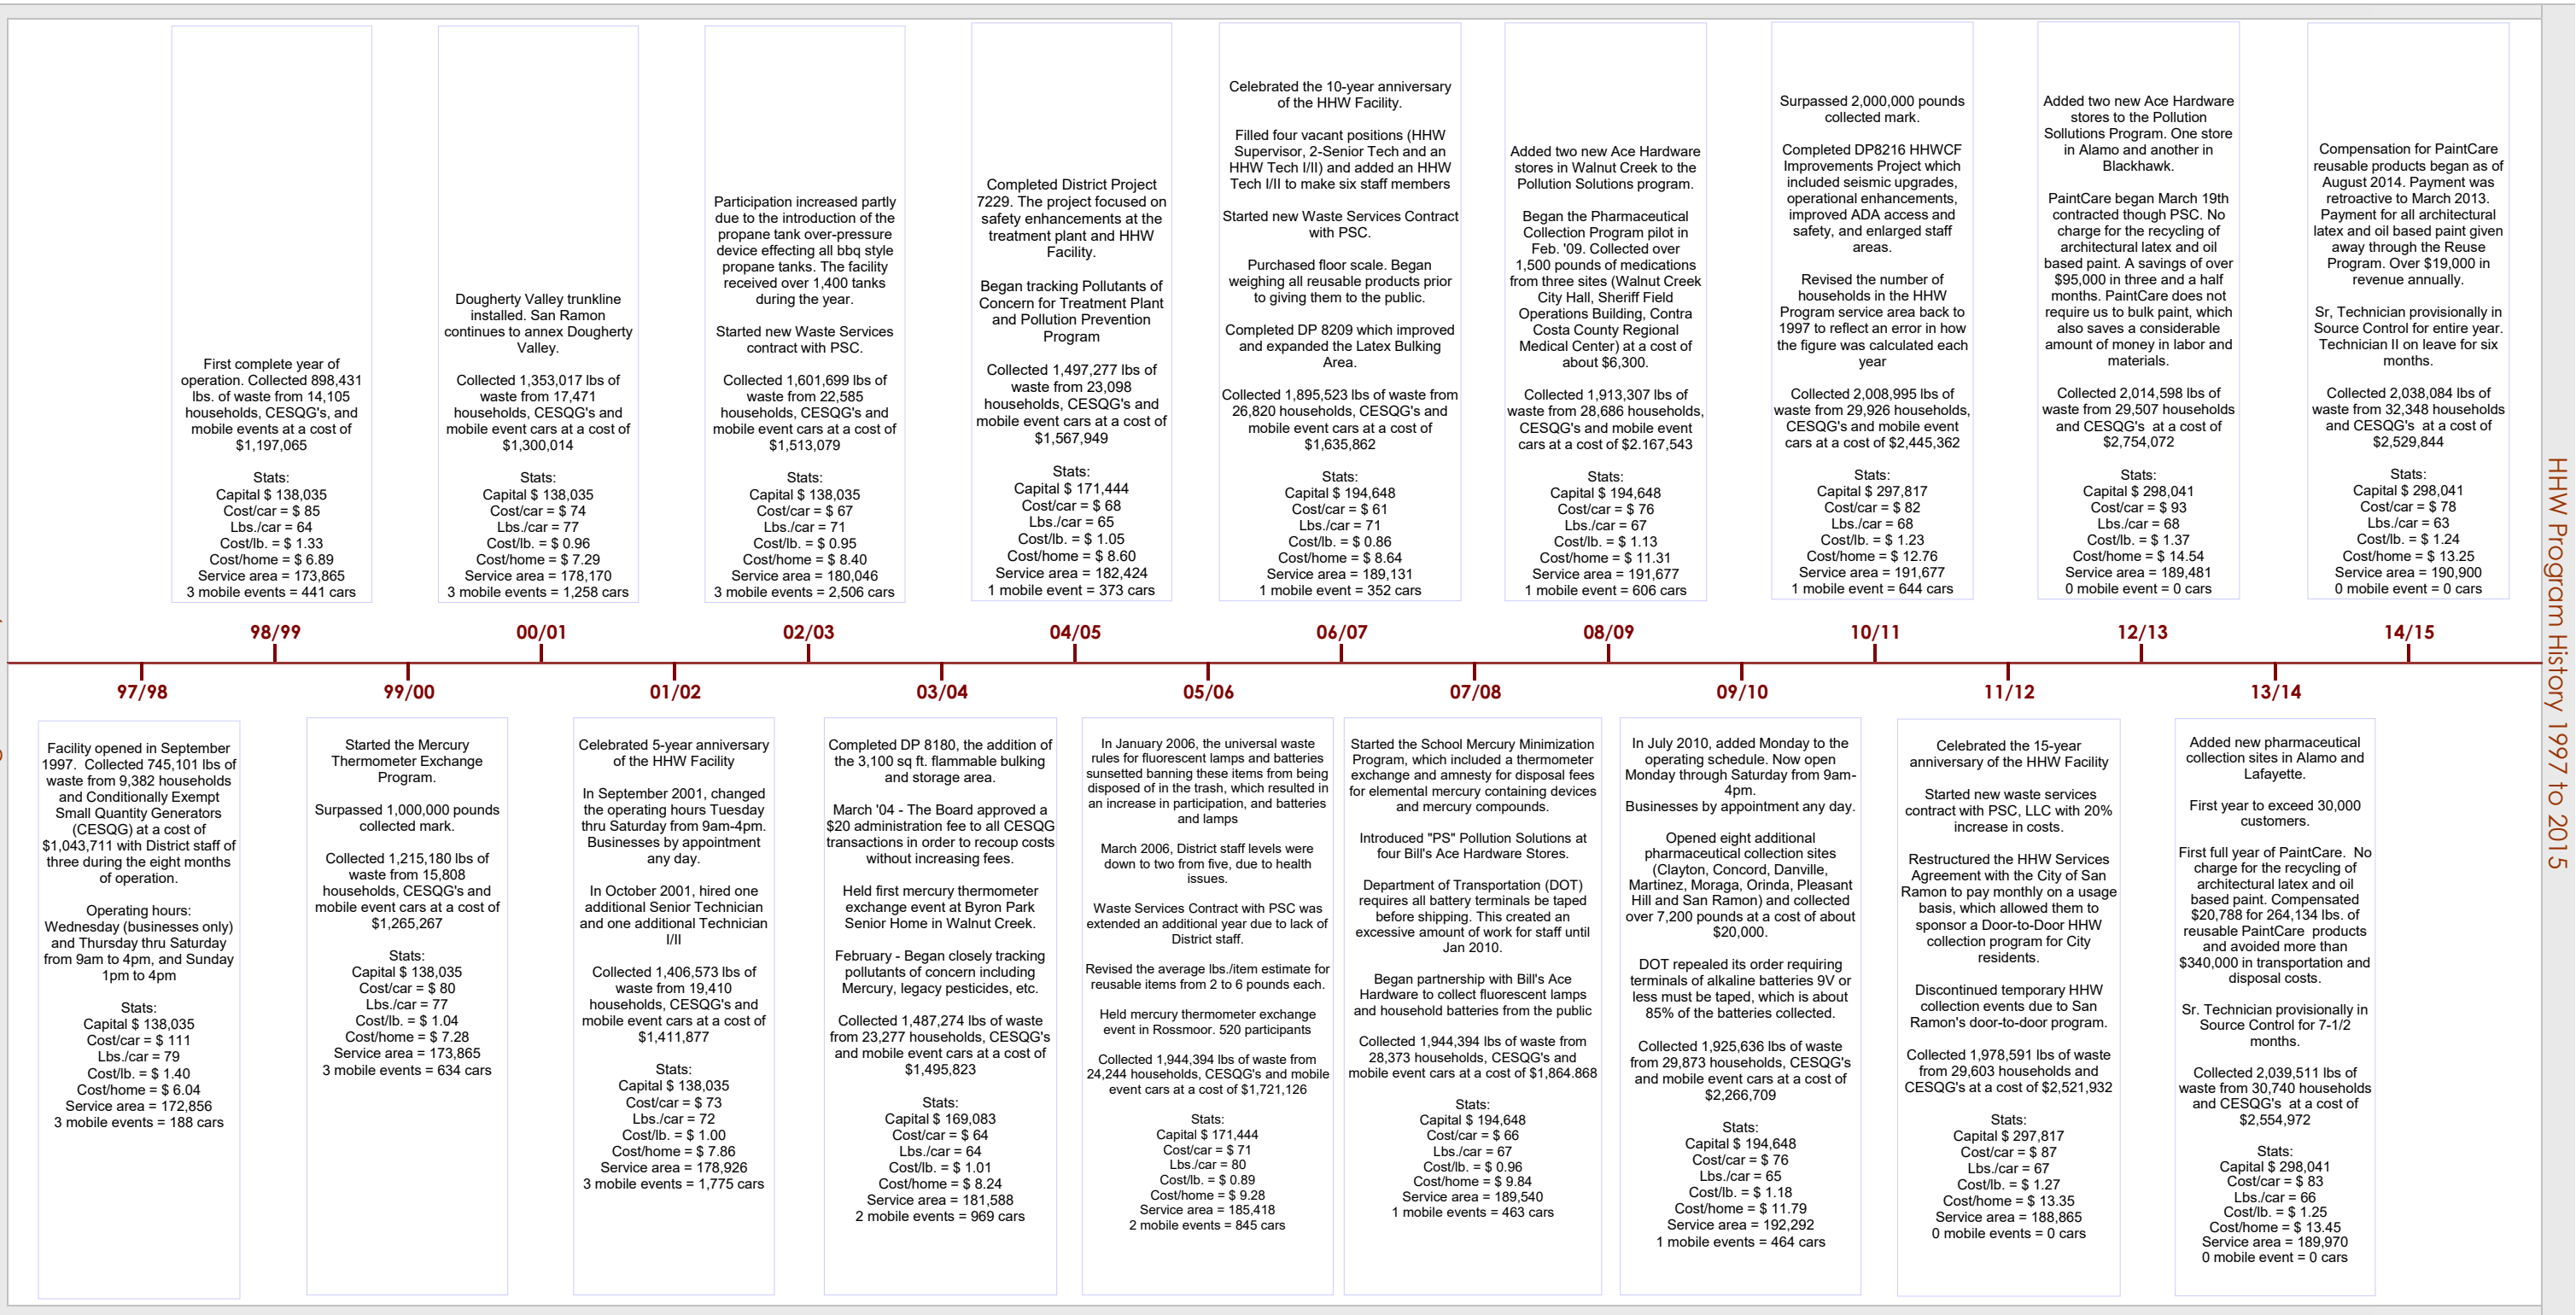 First complete year of
operation. Collected 898,431
lbs. of waste from 14,105
households, CESQG's, and
mobile events at a cost of
$1,197,065
Stats:
Capital $ 138,035
Cost/car = $ 85
Lbs./car = 64
Cost/lb. = $ 1.33
Cost/home = $ 6.89
Service area = 173,865
3 mobile events = 441 cars
Dougherty Valley trunkline
installed. San Ramon
continues to annex Dougherty
Valley.
Collected 1,353,017 lbs of
waste from 17,471
households, CESQG's and
mobile event cars at a cost of
$1,300,014
Stats:
Capital $ 138,035
Cost/car = $ 74
Lbs./car = 77
Cost/lb. = $ 0.96
Cost/home = $ 7.29
Service area = 178,170
3 mobile events = 1,258 cars
Participation increased partly
due to the introduction of the
propane tank over-pressure
device effecting all bbq style
propane tanks. The facility
received over 1,400 tanks
during the year.
Started new Waste Services
contract with PSC.
Collected 1,601,699 lbs of
waste from 22,585
households, CESQG's and
mobile event cars at a cost of
$1,513,079
Stats:
Capital $ 138,035
Cost/car = $ 67
Lbs./car = 71
Cost/lb. = $ 0.95
Cost/home = $ 8.40
Service area = 180,046
3 mobile events = 2,506 cars
Completed District Project
7229. The project focused on
safety enhancements at the
treatment plant and HHW
Facility.
Began tracking Pollutants of
Concern for Treatment Plant
and Pollution Prevention
Program
Collected 1,497,277 lbs of
waste from 23,098
households, CESQG's and
mobile event cars at a cost of
$1,567,949
Stats:
Capital $ 171,444
Cost/car = $ 68
Lbs./car = 65
Cost/lb. = $ 1.05
Cost/home = $ 8.60
Service area = 182,424
1 mobile event = 373 cars
Celebrated the 10-year anniversary
of the HHW Facility.
Filled four vacant positions (HHW
Supervisor, 2-Senior Tech and an
HHW Tech I/II) and added an HHW
Tech I/II to make six staff members
Started new Waste Services Contract
with PSC.
Purchased floor scale. Began
weighing all reusable products prior
to giving them to the public.
Completed DP 8209 which improved
and expanded the Latex Bulking
Area.
Collected 1,895,523 lbs of waste from
26,820 households, CESQG's and
mobile event cars at a cost of
$1,635,862
Stats:
Capital $ 194,648
Cost/car = $ 61
Lbs./car = 71
Cost/lb. = $ 0.86
Cost/home = $ 8.64
Service area = 189,131
1 mobile event = 352 cars
Added two new Ace Hardware
stores in Walnut Creek to the
Pollution Solutions program.
Began the Pharmaceutical
Collection Program pilot in
Feb. '09. Collected over
1,500 pounds of medications
from three sites (Walnut Creek
City Hall, Sheriff Field
Operations Building, Contra
Costa County Regional
Medical Center) at a cost of
about $6,300.
Collected 1,913,307 lbs of
waste from 28,686 households,
CESQG's and mobile event
cars at a cost of $2.167,543
Stats:
Capital $ 194,648
Cost/car = $ 76
Lbs./car = 67
Cost/lb. = $ 1.13
Cost/home = $ 11.31
Service area = 191,677
1 mobile event = 606 cars
Surpassed 2,000,000 pounds
collected mark.
Completed DP8216 HHWCF
Improvements Project which
included seismic upgrades,
operational enhancements,
improved ADA access and
safety, and enlarged staff
areas.
Revised the number of
households in the HHW
Program service area back to
1997 to reflect an error in how
the figure was calculated each
year
Collected 2,008,995 lbs of
waste from 29,926 households,
CESQG's and mobile event
cars at a cost of $2,445,362
Stats:
Capital $ 297,817
Cost/car = $ 82
Lbs./car = 68
Cost/lb. = $ 1.23
Cost/home = $ 12.76
Service area = 191,677
1 mobile event = 644 cars
Added two new Ace Hardware
stores to the Pollution
Sollutions Program. One store
in Alamo and another in
Blackhawk.
PaintCare began March 19th
contracted though PSC. No
charge for the recycling of
architectural latex and oil
based paint. A savings of over
$95,000 in three and a half
months. PaintCare does not
require us to bulk paint, which
also saves a considerable
amount of money in labor and
materials.
Collected 2,014,598 lbs of
waste from 29,507 households
and CESQG's at a cost of
$2,754,072
Stats:
Capital $ 298,041
Cost/car = $ 93
Lbs./car = 68
Cost/lb. = $ 1.37
Cost/home = $ 14.54
Service area = 189,481
0 mobile event = 0 cars
Compensation for PaintCare
reusable products began as of
August 2014. Payment was
retroactive to March 2013.
Payment for all architectural
latex and oil based paint given
away through the Reuse
Program. Over $19,000 in
revenue annually.
Sr, Technician provisionally in
Source Control for entire year.
Technician II on leave for six
months.
Collected 2,038,084 lbs of
waste from 32,348 households
and CESQG's at a cost of
$2,529,844
Stats:
Capital $ 298,041
Cost/car = $ 78
Lbs./car = 63
Cost/lb. = $ 1.24
Cost/home = $ 13.25
Service area = 190,900
0 mobile event = 0 cars
98/99
00/01
02/03
04/05
06/07
08/09
10/11
12/13
14/15
97/98
99/00
01/02
03/04
05/06
07/08
09/10
11/12
13/14
Facility opened in September
1997. Collected 745,101 lbs of
waste from 9,382 households
and Conditionally Exempt
Small Quantity Generators
(CESQG) at a cost of
$1,043,711 with District staff of
three during the eight months
of operation.
Operating hours:
Wednesday (businesses only)
and Thursday thru Saturday
from 9am to 4pm, and Sunday
1pm to 4pm
Stats:
Capital $ 138,035
Cost/car = $ 111
Lbs./car = 79
Cost/lb. = $ 1.40
Cost/home = $ 6.04
Service area = 172,856
3 mobile events = 188 cars
Started the Mercury
Thermometer Exchange
Program.
Surpassed 1,000,000 pounds
collected mark.
Collected 1,215,180 lbs of
waste from 15,808
households, CESQG's and
mobile event cars at a cost of
$1,265,267
Stats:
Capital $ 138,035
Cost/car = $ 80
Lbs./car = 77
Cost/lb. = $ 1.04
Cost/home = $ 7.28
Service area = 173,865
3 mobile events = 634 cars
Celebrated 5-year anniversary
of the HHW Facility
In September 2001, changed
the operating hours Tuesday
thru Saturday from 9am-4pm.
Businesses by appointment
any day.
In October 2001, hired one
additional Senior Technician
and one additional Technician
I/II
Collected 1,406,573 lbs of
waste from 19,410
households, CESQG's and
mobile event cars at a cost of
$1,411,877
Stats:
Capital $ 138,035
Cost/car = $ 73
Lbs./car = 72
Cost/lb. = $ 1.00
Cost/home = $ 7.86
Service area = 178,926
3 mobile events = 1,775 cars
Completed DP 8180, the addition of
the 3,100 sq ft. flammable bulking
and storage area.
March '04 - The Board approved a
$20 administration fee to all CESQG
transactions in order to recoup costs
without increasing fees.
Held first mercury thermometer
exchange event at Byron Park
Senior Home in Walnut Creek.
February - Began closely tracking
pollutants of concern including
Mercury, legacy pesticides, etc.
Collected 1,487,274 lbs of waste
from 23,277 households, CESQG's
and mobile event cars at a cost of
$1,495,823
Stats:
Capital $ 169,083
Cost/car = $ 64
Lbs./car = 64
Cost/lb. = $ 1.01
Cost/home = $ 8.24
Service area = 181,588
2 mobile events = 969 cars
In January 2006, the universal waste
rules for fluorescent lamps and batteries
sunsetted banning these items from being
disposed of in the trash, which resulted in
an increase in participation, and batteries
and lamps
March 2006, District staff levels were
down to two from five, due to health
issues.
Waste Services Contract with PSC was
extended an additional year due to lack of
District staff.
Revised the average lbs./item estimate for
reusable items from 2 to 6 pounds each.
Held mercury thermometer exchange
event in Rossmoor. 520 participants
Collected 1,944,394 lbs of waste from
24,244 households, CESQG's and mobile
event cars at a cost of $1,721,126
Stats:
Capital $ 171,444
Cost/car = $ 71
Lbs./car = 80
Cost/lb. = $ 0.89
Cost/home = $ 9.28
Service area = 185,418
2 mobile events = 845 cars
Started the School Mercury Minimization
Program, which included a thermometer
exchange and amnesty for disposal fees
for elemental mercury containing devices
and mercury compounds.
Introduced "PS" Pollution Solutions at
four Bill's Ace Hardware Stores.
Department of Transportation (DOT)
requires all battery terminals be taped
before shipping. This created an
excessive amount of work for staff until
Jan 2010.
Began partnership with Bill's Ace
Hardware to collect fluorescent lamps
and household batteries from the public
Collected 1,944,394 lbs of waste from
28,373 households, CESQG's and
mobile event cars at a cost of $1,864.868
Stats:
Capital $ 194,648
Cost/car = $ 66
Lbs./car = 67
Cost/lb. = $ 0.96
Cost/home = $ 9.84
Service area = 189,540
1 mobile events = 463 cars
In July 2010, added Monday to the
operating schedule. Now open
Monday through Saturday from 9am-
4pm.
Businesses by appointment any day.
Opened eight additional
pharmaceutical collection sites
(Clayton, Concord, Danville,
Martinez, Moraga, Orinda, Pleasant
Hill and San Ramon) and collected
over 7,200 pounds at a cost of about
$20,000.
DOT repealed its order requiring
terminals of alkaline batteries 9V or
less must be taped, which is about
85% of the batteries collected.
Collected 1,925,636 lbs of waste
from 29,873 households, CESQG's
and mobile event cars at a cost of
$2,266,709
Stats:
Capital $ 194,648
Cost/car = $ 76
Lbs./car = 65
Cost/lb. = $ 1.18
Cost/home = $ 11.79
Service area = 192,292
1 mobile events = 464 cars
Celebrated the 15-year
anniversary of the HHW Facility
Started new waste services
contract with PSC, LLC with 20%
increase in costs.
Restructured the HHW Services
Agreement with the City of San
Ramon to pay monthly on a usage
basis, which allowed them to
sponsor a Door-to-Door HHW
collection program for City
residents.
Discontinued temporary HHW
collection events due to San
Ramon's door-to-door program.
Collected 1,978,591 lbs of waste
from 29,603 households and
CESQG's at a cost of $2,521,932
Stats:
Capital $ 297,817
Cost/car = $ 87
Lbs./car = 67
Cost/lb. = $ 1.27
Cost/home = $ 13.35
Service area = 188,865
0 mobile events = 0 cars
Added new pharmaceutical
collection sites in Alamo and
Lafayette.
First year to exceed 30,000
customers.
First full year of PaintCare. No
charge for the recycling of
architectural latex and oil
based paint. Compensated
$20,788 for 264,134 lbs. of
reusable PaintCare products
and avoided more than
$340,000 in transportation and
disposal costs.
Sr. Technician provisionally in
Source Control for 7-1/2
months.
Collected 2,039,511 lbs of
waste from 30,740 households
and CESQG's at a cost of
$2,554,972
Stats:
Capital $ 298,041
Cost/car = $ 83
Lbs./car = 66
Cost/lb. = $ 1.25
Cost/home = $ 13.45
Service area = 189,970
0 mobile event = 0 cars
HHW Program History 1997 to 2015